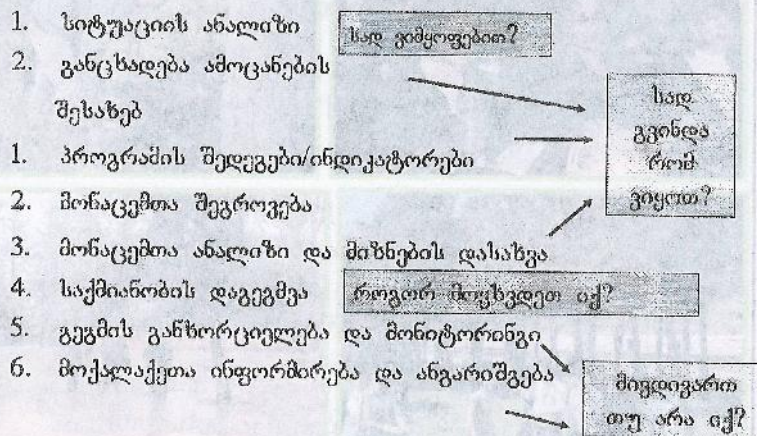 1. სიტუაციის ანალიზი
სად ვიმყოფებით?
2. განცხადება ამოცანების
შესახებ
სად
გვინდა
რომ
ვიყოთ?
1. პროგრამის შედეგები/ინდიკატორები
2. მონაცემთა შეგროვება
3. მონაცემთა ანალიზი და მიზნების დასახვა
4. საქმიანობის დაგეგმვა
როგორ მოვხვდეთ იქ?
5. გეგმის განხორციელება და მონიტორინგი
6. მოქალაქეთა ინფორმირება და ანგარიშგება
მივდივართ
თუ არა იქ?